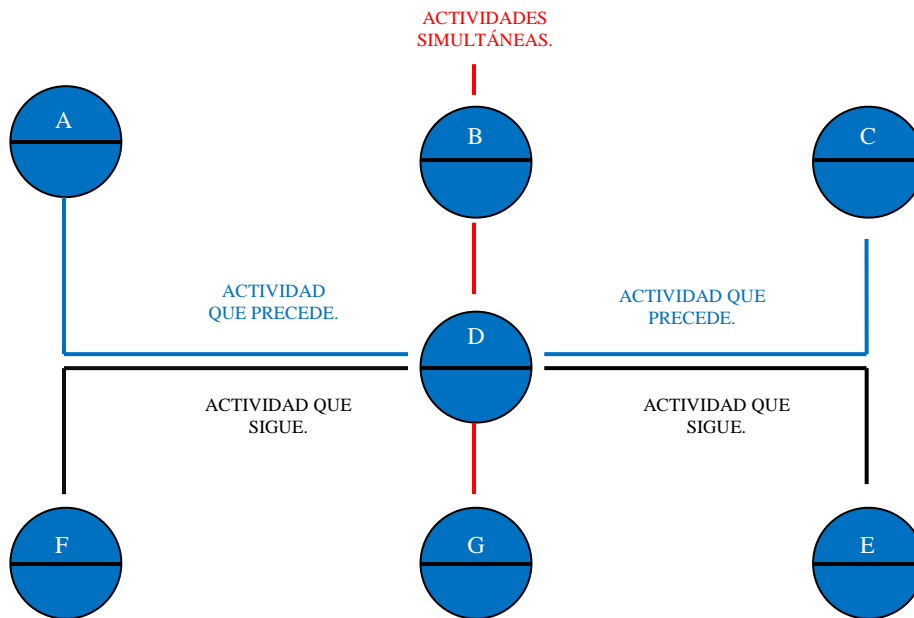 ACTIVIDADES
SIMULTÁNEAS.
A
B
C
ACTIVIDAD
QUE PRECEDE.
ACTIVIDAD QUE
PRECEDE.
D
ACTIVIDAD QUE
SIGUE.
ACTIVIDAD QUE
SIGUE.
F
G
E